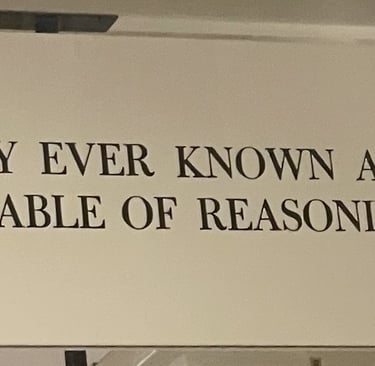 Y EVER KNOWN A
ABLE OF REASONI